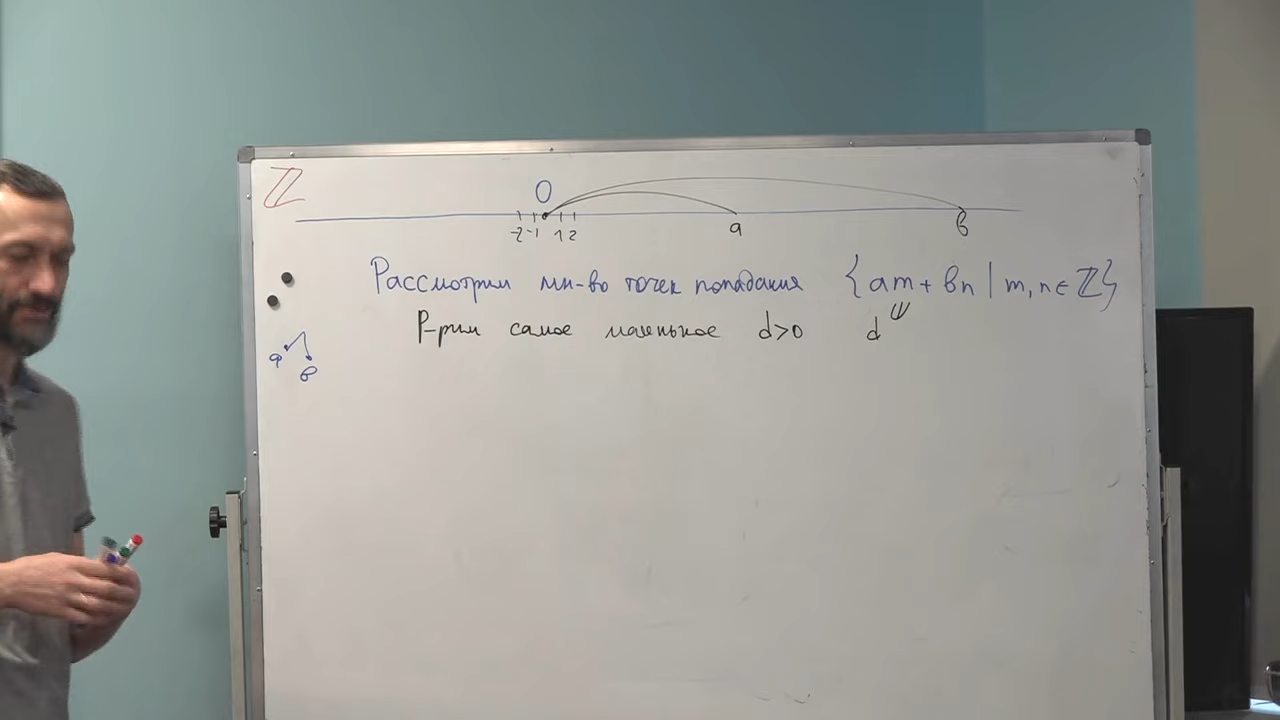 ℤ
0
-2 -1 1 2 a b
Рассмотрим мн-во точек попадания {am + bn | m, n ∈ ℤ}
Р-рим самое маленькое d>0 d ∈
a
b